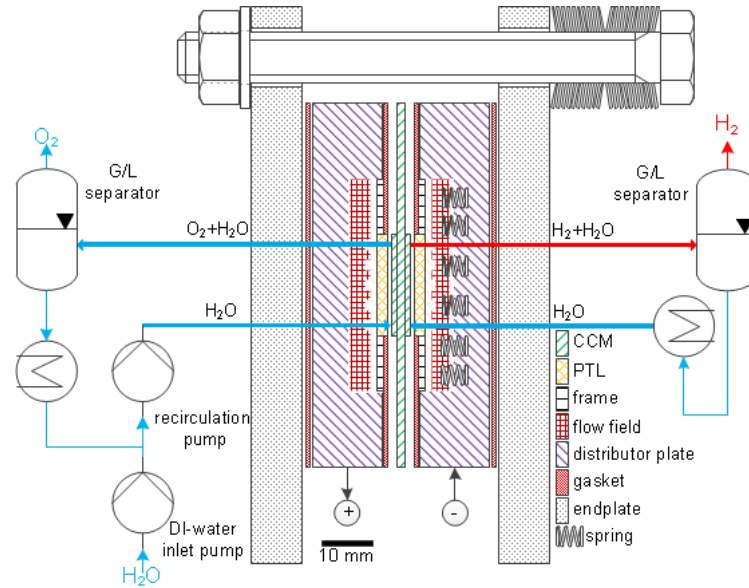 O₂
G/L
separator
O₂+H₂O
H₂O
recirculation
pump
DI-water
inlet pump
H₂O
+
-
10 mm
H₂
G/L
separator
H₂+H₂O
H₂O
CCM
PTL
frame
flow field
distributor plate
gasket
endplate
spring